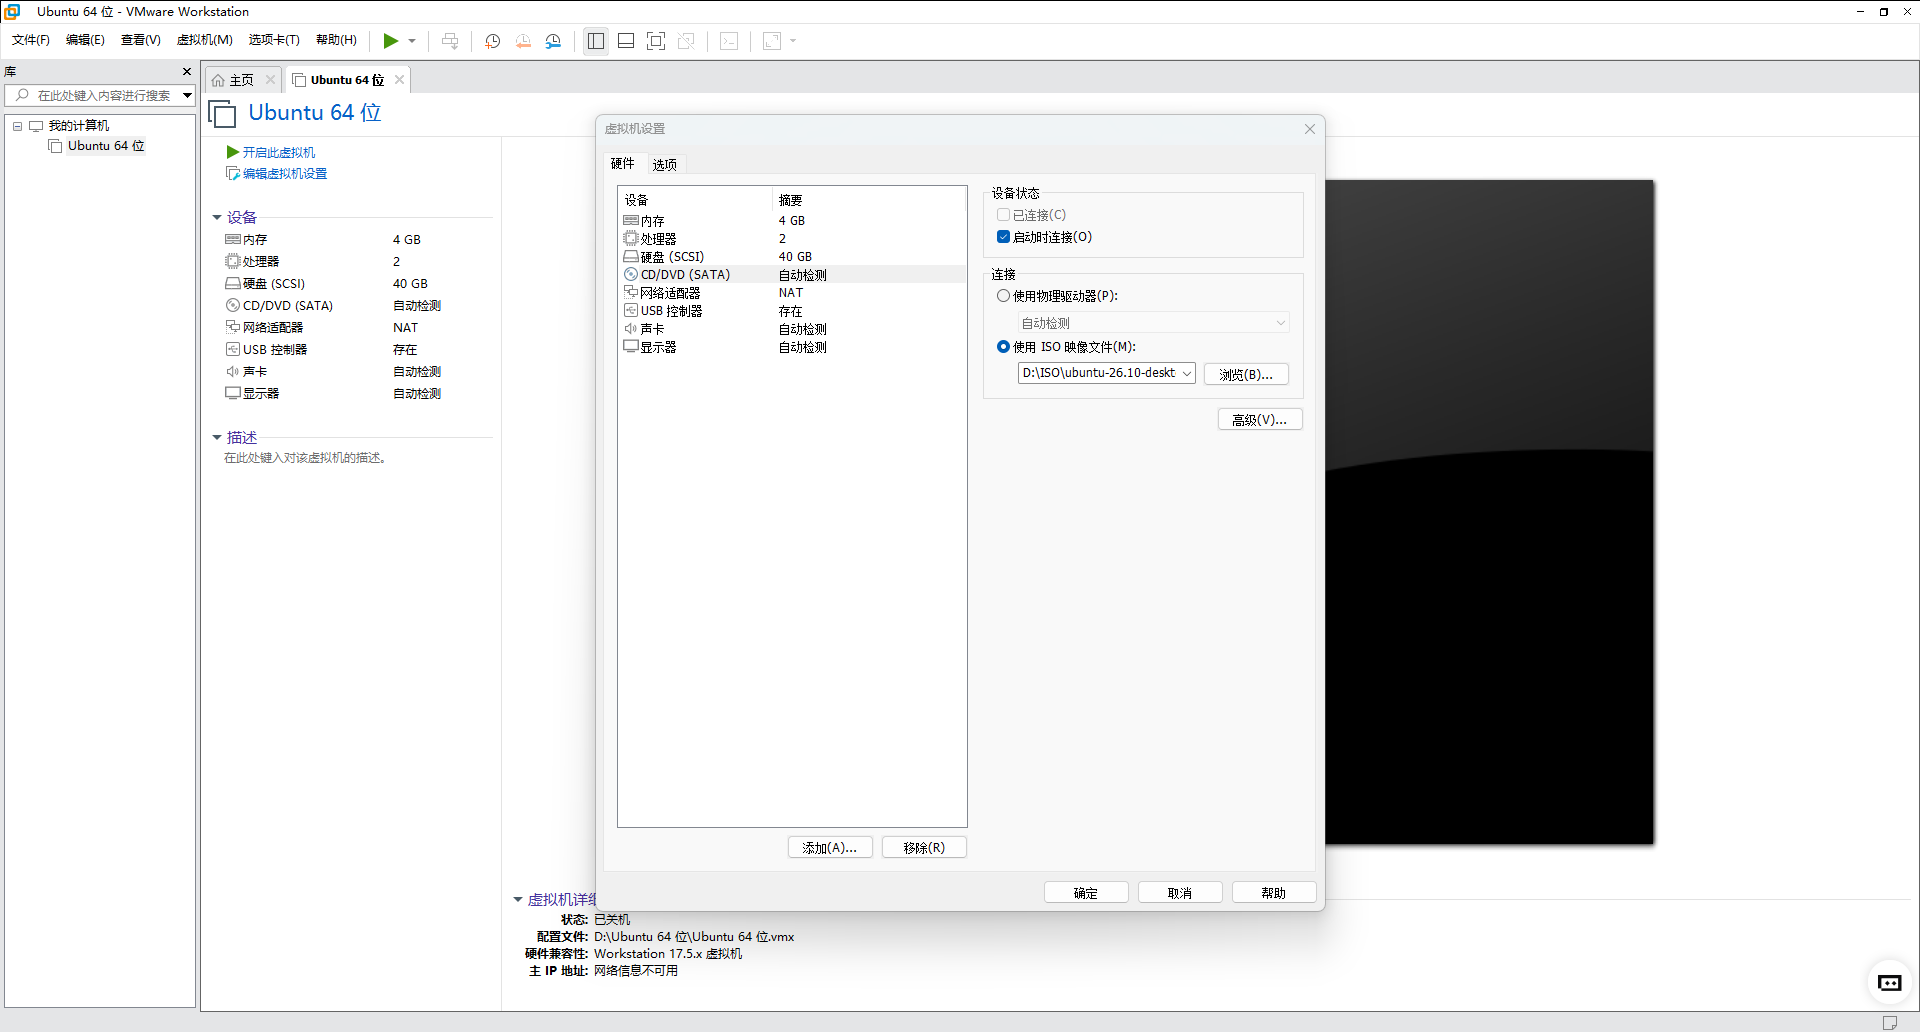 Ubuntu 64 位 - VMware Workstation
文件(F) 编辑(E) 查看(V) 虚拟机(M) 选项卡(T) 帮助(H)
库
在此处键入内容进行搜索
我的计算机
Ubuntu 64 位
主页
Ubuntu 64 位
Ubuntu 64 位
开启此虚拟机
编辑虚拟机设置
设备
内存 4 GB
处理器 2
硬盘 (SCSI) 40 GB
CD/DVD (SATA) 自动检测
网络适配器 NAT
USB 控制器 存在
声卡 自动检测
显示器 自动检测
描述
在此处键入对该虚拟机的描述。
虚拟机设置
硬件 选项
设备 摘要
内存 4 GB
处理器 2
硬盘 (SCSI) 40 GB
CD/DVD (SATA) 自动检测
网络适配器 NAT
USB 控制器 存在
声卡 自动检测
显示器 自动检测
添加(A)... 移除(R)
设备状态
已连接(C)
启动时连接(O)
连接
使用物理驱动器(P):
自动检测
使用 ISO 映像文件(M):
D:\ISO\ubuntu-26.10-deskt 浏览(B)...
高级(V)...
确定 取消 帮助
虚拟机详细
状态: 已关机
配置文件: D:\Ubuntu 64 位\Ubuntu 64 位.vmx
硬件兼容性: Workstation 17.5.x 虚拟机
主 IP 地址: 网络信息不可用